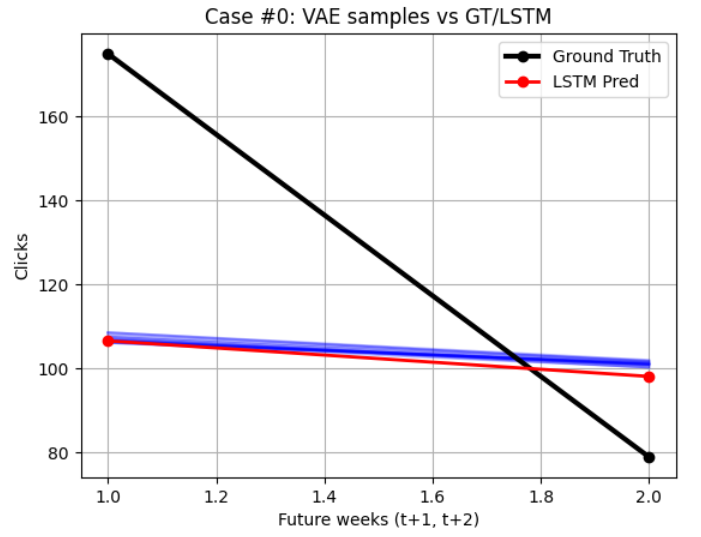 Case #0: VAE samples vs GT/LSTM
Ground Truth
LSTM Pred
Clicks
160
140
120
100
80
1.0 1.2 1.4 1.6 1.8 2.0
Future weeks (t+1, t+2)